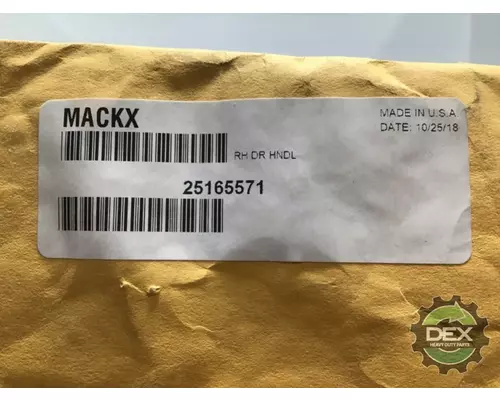 MACKX
MADE IN U.S.A
DATE: 10/25/18
RH DR HNDL
25165571
DEX
HEAVY DUTY PARTS